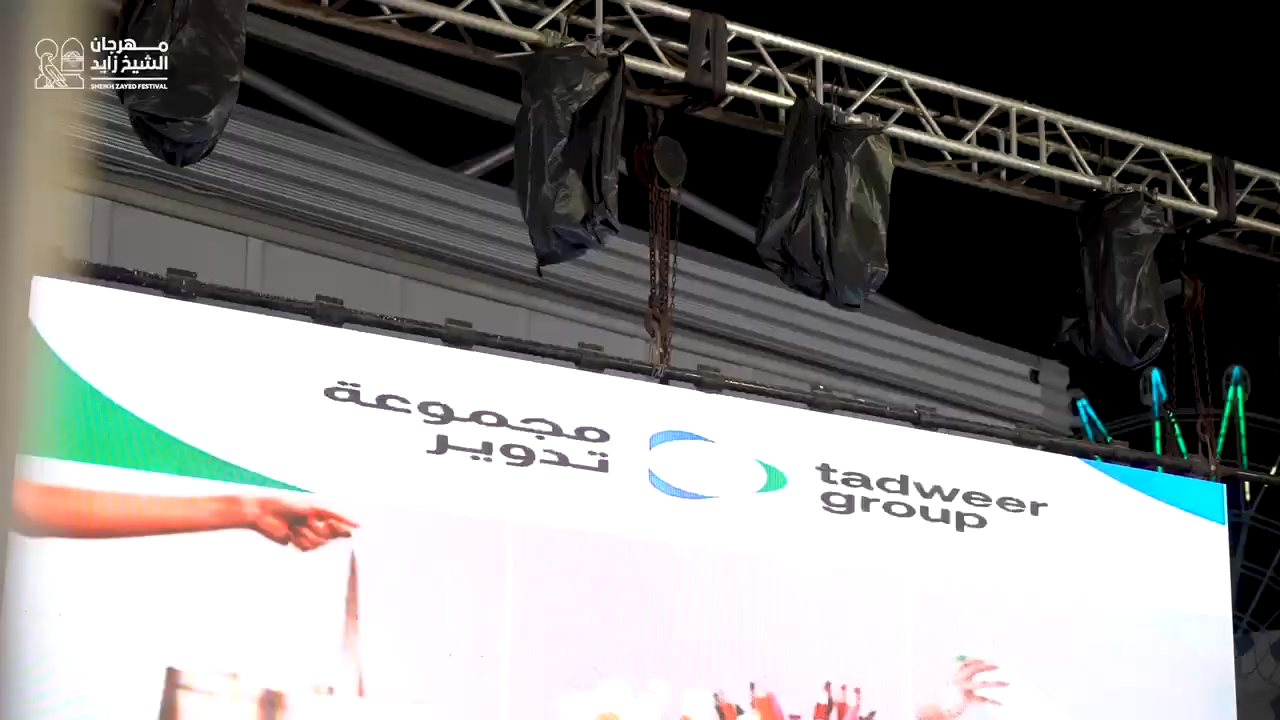 مهرجان
الشيخ زايد
SHEIKH ZAYED FESTIVAL
مجموعة
تدوير
tadweer
group